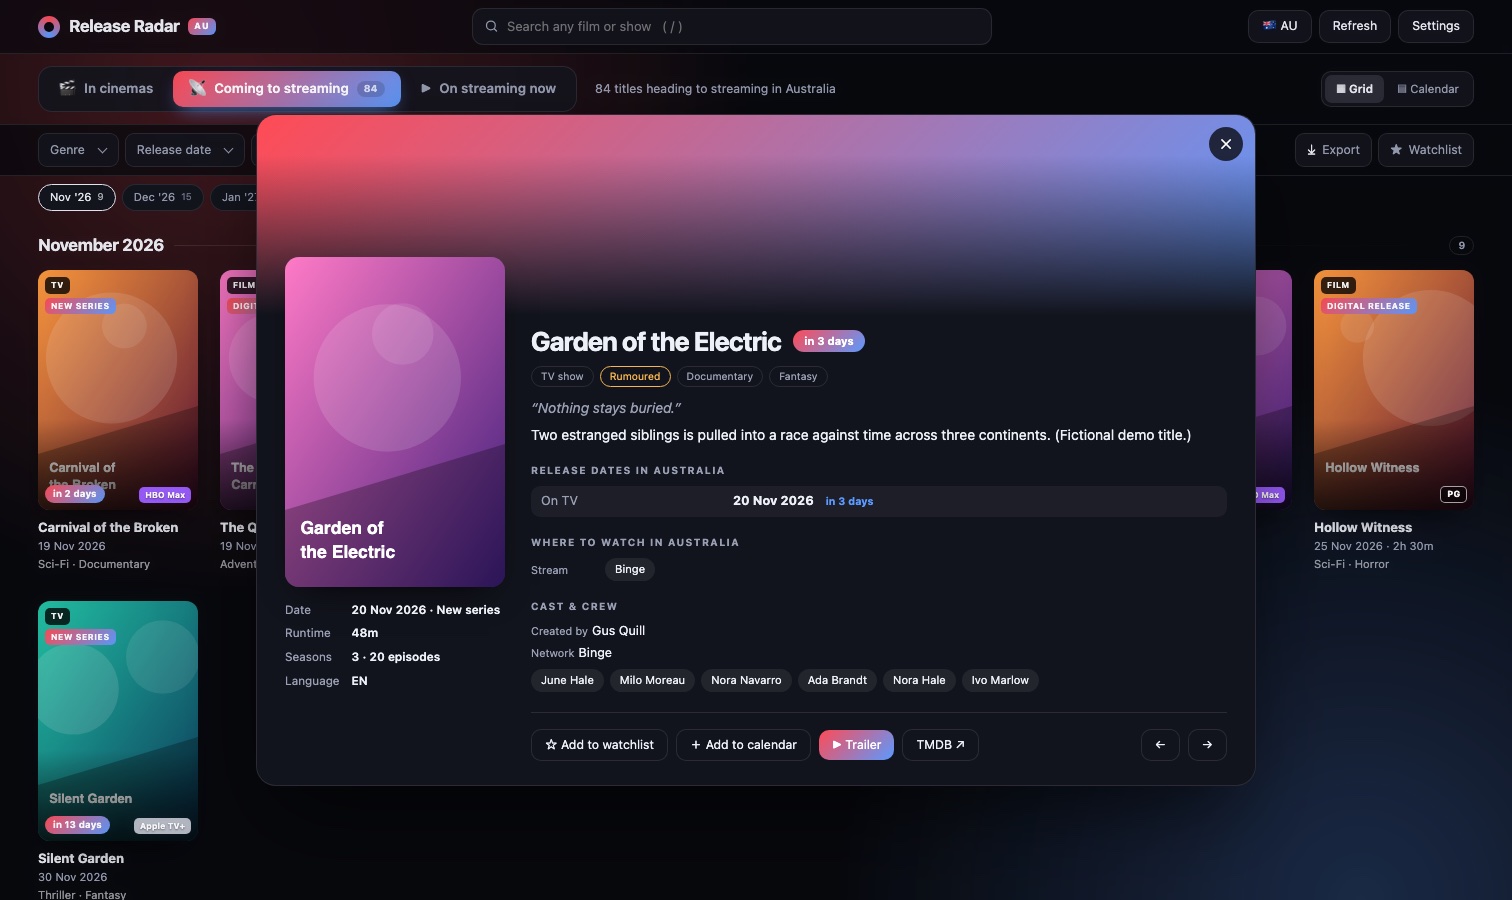 Release Radar AU
Search any film or show ( / )
AU
Refresh
Settings
In cinemas
Coming to streaming 84
On streaming now
84 titles heading to streaming in Australia
Grid
Calendar
Genre
Release date
Export
Watchlist
Nov '26 9
Dec '26 15
Jan '27
November 2026
9
TV
NEW SERIES
Carnival of
the Broken
in 2 days
HBO Max
Carnival of the Broken
19 Nov 2026
Sci-Fi · Documentary
FILM
The
The Q
19 Nov
FILM
DIGITAL RELEASE
Hollow Witness
PG
Hollow Witness
25 Nov 2026 · 2h 30m
Sci-Fi · Horror
TV
NEW SERIES
Silent Garden
in 13 days
Apple TV+
Silent Garden
30 Nov 2026
Thriller · Fantasy
Garden of
the Electric
Date 20 Nov 2026 · New series
Runtime 48m
Seasons 3 · 20 episodes
Language EN
Garden of the Electric in 3 days
TV show Rumoured Documentary Fantasy
“Nothing stays buried.”
Two estranged siblings is pulled into a race against time across three continents. (Fictional demo title.)
RELEASE DATES IN AUSTRALIA
On TV 20 Nov 2026 in 3 days
WHERE TO WATCH IN AUSTRALIA
Stream Binge
CAST & CREW
Created by Gus Quill
Network Binge
June Hale Milo Moreau Nora Navarro Ada Brandt Nora Hale Ivo Marlow
☆ Add to watchlist + Add to calendar ▶ Trailer TMDB ↗ ← →